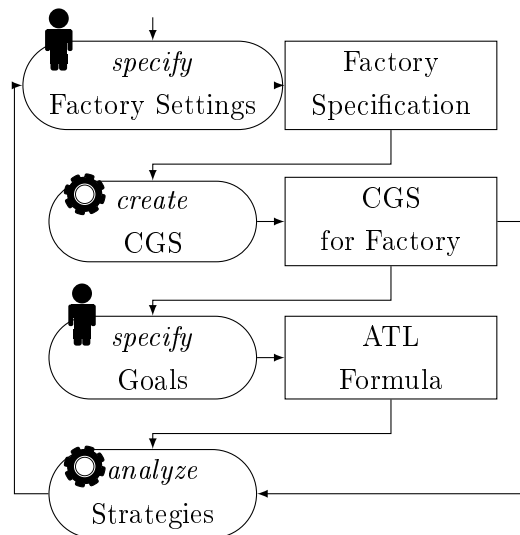 specify
Factory Settings
Factory
Specification
create
CGS
CGS
for Factory
specify
Goals
ATL
Formula
analyze
Strategies